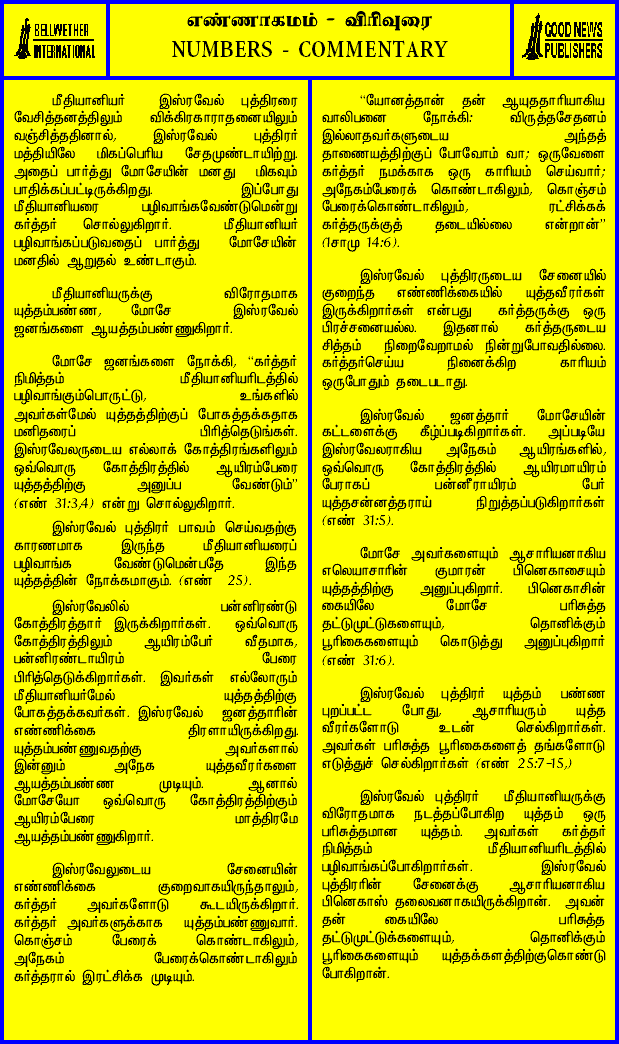 BELLWETHER
INTERNATIONAL
எண்ணாகமம் - விரிவுரை
NUMBERS - COMMENTARY
GOOD NEWS
PUBLISHERS
மீதியானியர் இஸ்ரவேல் புத்திரரை
வேசித்தனத்திலும் விக்கிரகாராதனையிலும்
வஞ்சித்ததினால், இஸ்ரவேல் புத்திரர்
மத்தியிலே மிகப்பெரிய சேதமுண்டாயிற்று.
அதைப் பார்த்து மோசேயின் மனது மிகவும்
பாதிக்கப்பட்டிருக்கிறது. இப்போது
மீதியானியரை பழிவாங்கவேண்டுமென்று
கர்த்தர் சொல்லுகிறார். மீதியானியர்
பழிவாங்கப்படுவதைப் பார்த்து மோசேயின்
மனதில் ஆறுதல் உண்டாகும்.
மீதியானியருக்கு விரோதமாக
யுத்தம்பண்ண, மோசே இஸ்ரவேல்
ஜனங்களை ஆயத்தம்பண்ணுகிறார்.
மோசே ஜனங்களை நோக்கி, “கர்த்தர்
நிமித்தம் மீதியானியரிடத்தில்
பழிவாங்கும்பொருட்டு, உங்களில்
அவர்கள்மேல் யுத்தத்திற்குப் போகத்தக்கதாக
மனிதரைப் பிரித்தெடுங்கள்.
இஸ்ரவேலருடைய எல்லாக் கோத்திரங்களிலும்
ஒவ்வொரு கோத்திரத்தில் ஆயிரம்பேரை
யுத்தத்திற்கு அனுப்ப வேண்டும்”
(எண் 31:3,4) என்று சொல்லுகிறார்.
இஸ்ரவேல் புத்திரர் பாவம் செய்வதற்கு
காரணமாக இருந்த மீதியானியரைப்
பழிவாங்க வேண்டுமென்பதே இந்த
யுத்தத்தின் நோக்கமாகும். (எண் 25).
இஸ்ரவேலில் பன்னிரண்டு
கோத்திரத்தார் இருக்கிறார்கள். ஒவ்வொரு
கோத்திரத்திலும் ஆயிரம்பேர் வீதமாக,
பன்னிரண்டாயிரம் பேரை
பிரித்தெடுக்கிறார்கள். இவர்கள் எல்லோரும்
மீதியானியர்மேல் யுத்தத்திற்கு
போகத்தக்கவர்கள். இஸ்ரவேல் ஜனத்தாரின்
எண்ணிக்கை திரளாயிருக்கிறது.
யுத்தம்பண்ணுவதற்கு அவர்களால்
இன்னும் அநேக யுத்தவீரர்களை
ஆயத்தம்பண்ண முடியும். ஆனால்
மோசேயோ ஒவ்வொரு கோத்திரத்திற்கும்
ஆயிரம்பேரை மாத்திரமே
ஆயத்தம்பண்ணுகிறார்.
இஸ்ரவேலுடைய சேனையின்
எண்ணிக்கை குறைவாகயிருந்தாலும்,
கர்த்தர் அவர்களோடு கூடயிருக்கிறார்.
கர்த்தர் அவர்களுக்காக யுத்தம்பண்ணுவார்.
கொஞ்சம் பேரைக் கொண்டாகிலும்,
அநேகம் பேரைக்கொண்டாகிலும்
கர்த்தரால் இரட்சிக்க முடியும்.
“யோனத்தான் தன் ஆயுததாரியாகிய
வாலிபனை நோக்கி: விருத்தசேதனம்
இல்லாதவர்களுடைய அந்தத்
தாணையத்திற்குப் போவோம் வா; ஒருவேளை
கர்த்தர் நமக்காக ஒரு காரியம் செய்வார்;
அநேகம்பேரைக் கொண்டாகிலும், கொஞ்சம்
பேரைக்கொண்டாகிலும், ரட்சிக்கக்
கர்த்தருக்குத் தடையில்லை என்றான்”
(1சாமு 14:6).
இஸ்ரவேல் புத்திரருடைய சேனையில்
குறைந்த எண்ணிக்கையில் யுத்தவீரர்கள்
இருக்கிறார்கள் என்பது கர்த்தருக்கு ஒரு
பிரச்சனையல்ல. இதனால் கர்த்தருடைய
சித்தம் நிறைவேறாமல் நின்றுபோவதில்லை.
கர்த்தர்செய்ய நினைக்கிற காரியம்
ஒருபோதும் தடைபடாது.
இஸ்ரவேல் ஜனத்தார் மோசேயின்
கட்டளைக்கு கீழ்ப்படிகிறார்கள். அப்படியே
இஸ்ரவேலராகிய அநேகம் ஆயிரங்களில்,
ஒவ்வொரு கோத்திரத்தில் ஆயிரமாயிரம்
பேராகப் பன்னீராயிரம் பேர்
யுத்தசன்னத்தராய் நிறுத்தப்படுகிறார்கள்
(எண் 31:5).
மோசே அவர்களையும் ஆசாரியனாகிய
எலெயாசாரின் குமாரன் பினெகாசையும்
யுத்தத்திற்கு அனுப்புகிறார். பினெகாசின்
கையிலே மோசே பரிசுத்த
தட்டுமுட்டுகளையும், தொனிக்கும்
பூரிகைகளையும் கொடுத்து அனுப்புகிறார்
(எண் 31:6).
இஸ்ரவேல் புத்திரர் யுத்தம் பண்ண
புறப்பட்ட போது, ஆசாரியரும் யுத்த
வீரர்களோடு உடன் செல்கிறார்கள்.
அவர்கள் பரிசுத்த பூரிகைகளைத் தங்களோடு
எடுத்துச் செல்கிறார்கள் (எண் 25:7-15,)
இஸ்ரவேல் புத்திரர் மீதியானியருக்கு
விரோதமாக நடத்தப்போகிற யுத்தம் ஒரு
பரிசுத்தமான யுத்தம். அவர்கள் கர்த்தர்
நிமித்தம் மீதியானியரிடத்தில்
பழிவாங்கப்போகிறார்கள். இஸ்ரவேல்
புத்திரரின் சேனைக்கு ஆசாரியனாகிய
பினெகாஸ் தலைவனாகயிருக்கிறான். அவன்
தன் கையிலே பரிசுத்த
தட்டுமுட்டுக்களையும், தொனிக்கும்
பூரிகைகளையும் யுத்தக்களத்திற்குகொண்டு
போகிறான்.